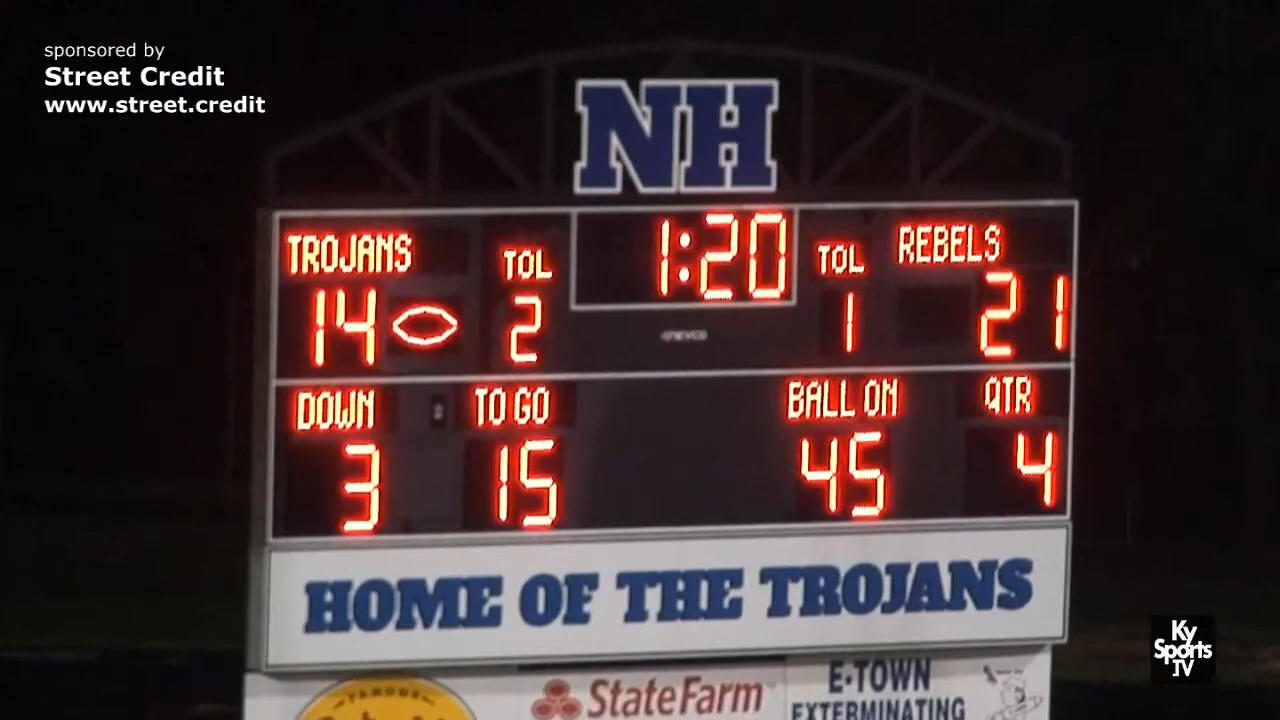 sponsored by
Street Credit
www.street.credit
NH
TROJANS TOL 1:20 TOL REBELS
14 2 1 21
DOWN TO GO BALL ON QTR
3 15 45 4
HOME OF THE TROJANS
FAMOUS
StateFarm
E-TOWN
EXTERMINATING
Ky
Sports
TV